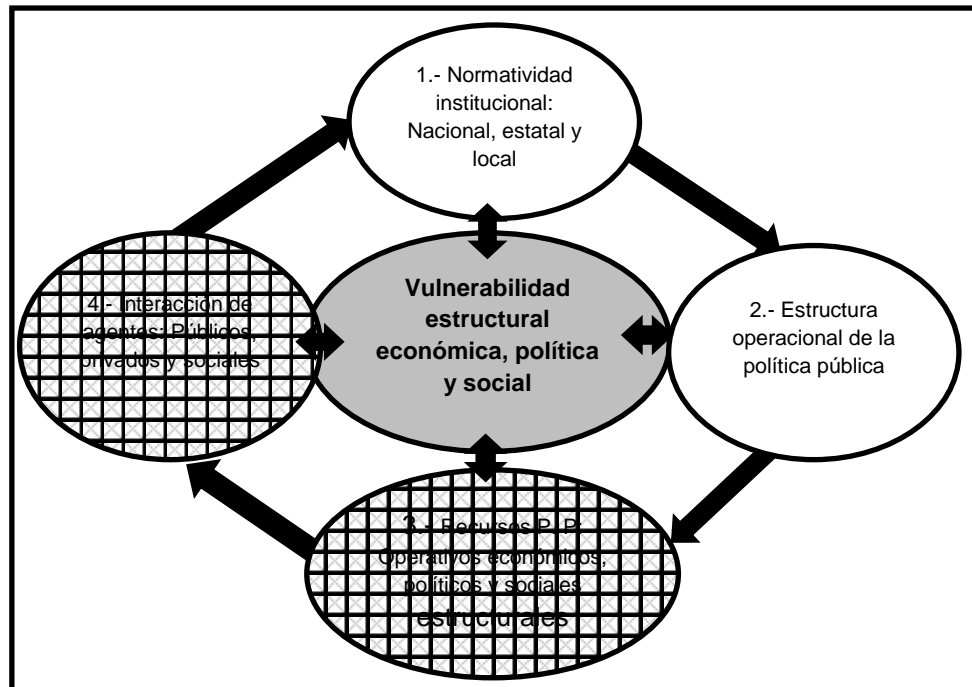 1.- Normatividad
institucional:
Nacional, estatal y
local
2.- Estructura
operacional de la
política pública
Vulnerabilidad
estructural
económica, política
y social
3.- Recursos P. P:
Operativos económicos,
políticos y sociales
estructurales
4.- Interacción de
agentes: Públicos,
privados y sociales